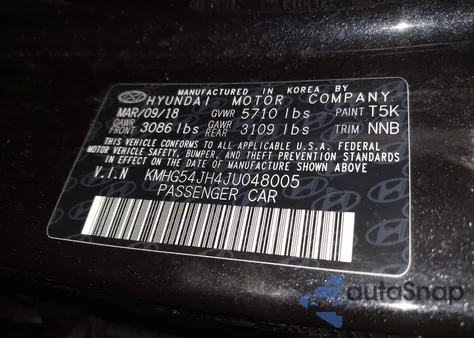 MANUFACTURED IN KOREA BY
HYUNDAI MOTOR COMPANY
MAR/09/18 GVWR 5710 lbs PAINT T5K
GAWR FRONT 3086 lbs GAWR REAR 3109 lbs TRIM NNB
THIS VEHICLE CONFORMS TO ALL APPLICABLE U.S.A. FEDERAL
MOTOR VEHICLE SAFETY, BUMPER, AND THEFT PREVENTION STANDARDS
IN EFFECT ON THE DATE OF MANUFACTURE SHOWN ABOVE.
V.I.N KMHG54JH4JU048005
PASSENGER CAR
autoSnap